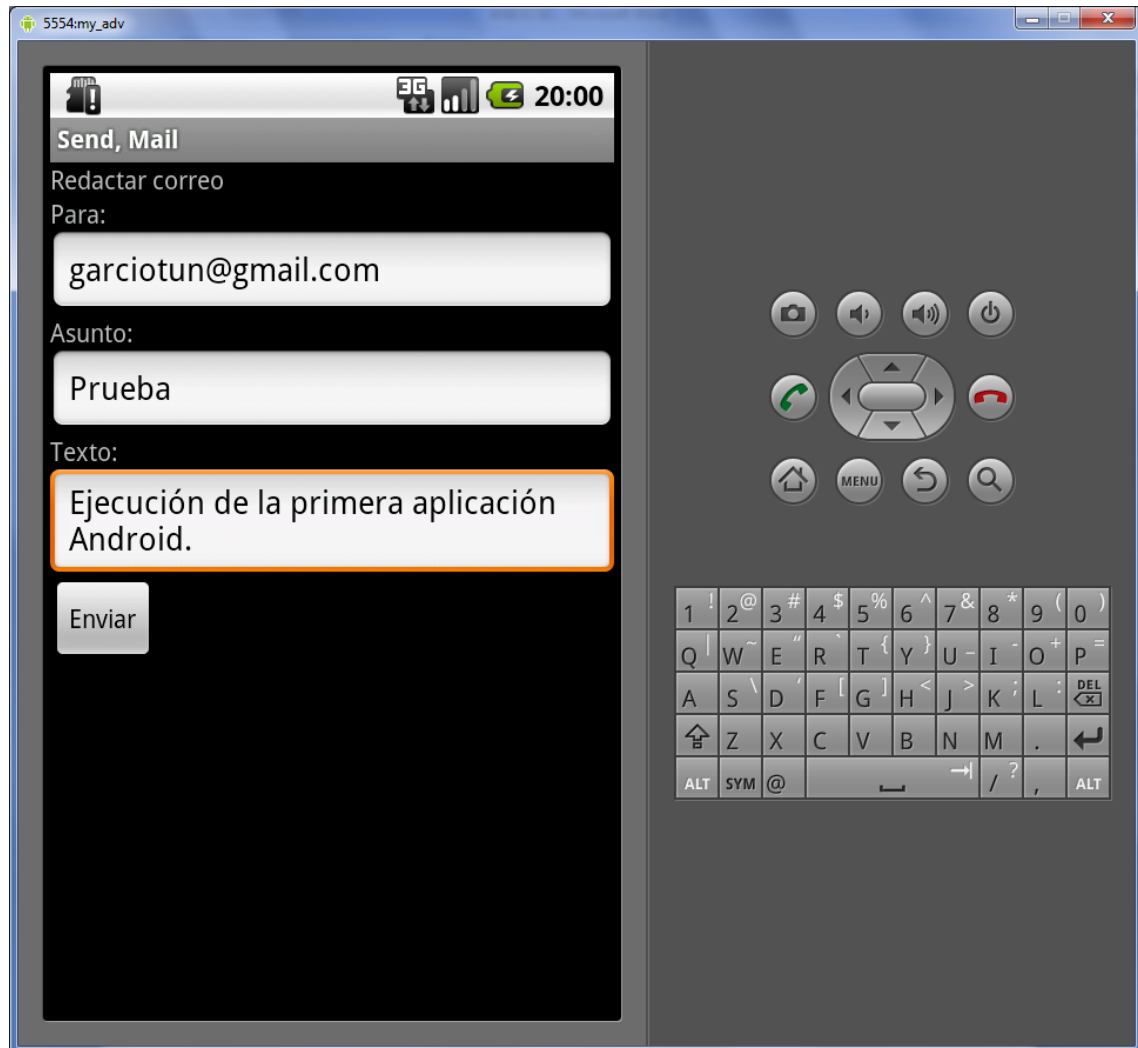 5554:my_adv
3G 20:00
Send, Mail
Redactar correo
Para:
garciotun@gmail.com
Asunto:
Prueba
Texto:
Ejecución de la primera aplicación
Android.
Enviar
MENU
1 ! 2 @ 3 # 4 $ 5 % 6 ^ 7 & 8 * 9 ( 0 )
Q | W ~ E " R ` T { Y } U _ I - O + P =
A S \ D ' F [ G ] H < J > K ; L : DEL
Z X C V B N M .
ALT SYM @ / ? , ALT